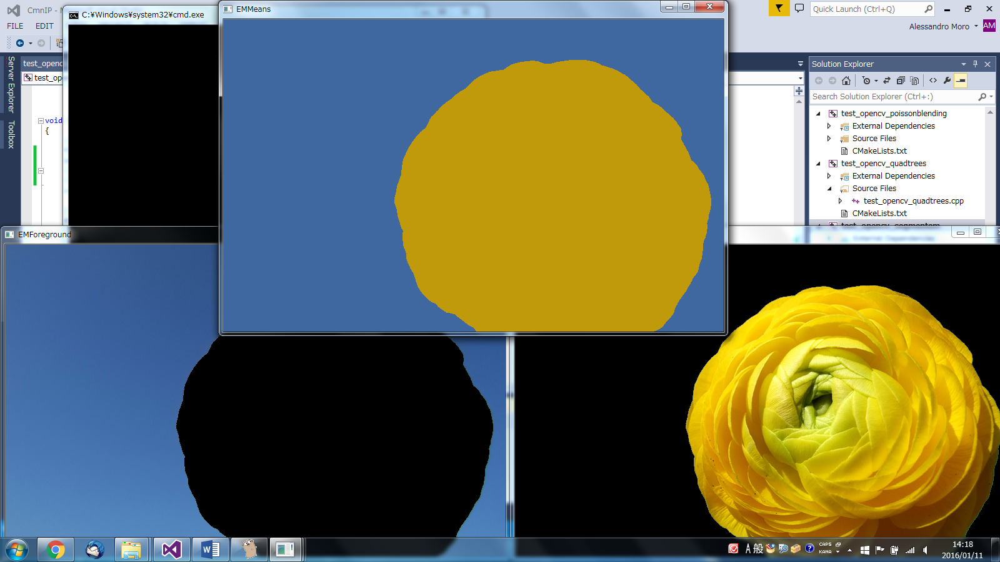 CmnIP - M
C:¥Windows¥system32¥cmd.exe
EMMeans
Quick Launch (Ctrl+Q)
FILE EDIT
Alessandro Moro
AM
Server Explorer
Toolbox
test_openc
test_op
void
{
Solution Explorer
Search Solution Explorer (Ctrl+:)
test_opencv_poissonblending
External Dependencies
Source Files
CMakeLists.txt
test_opencv_quadtrees
External Dependencies
Source Files
test_opencv_quadtrees.cpp
CMakeLists.txt
EMForeground
A 般
CAPS
KANA
14:18
2016/01/11